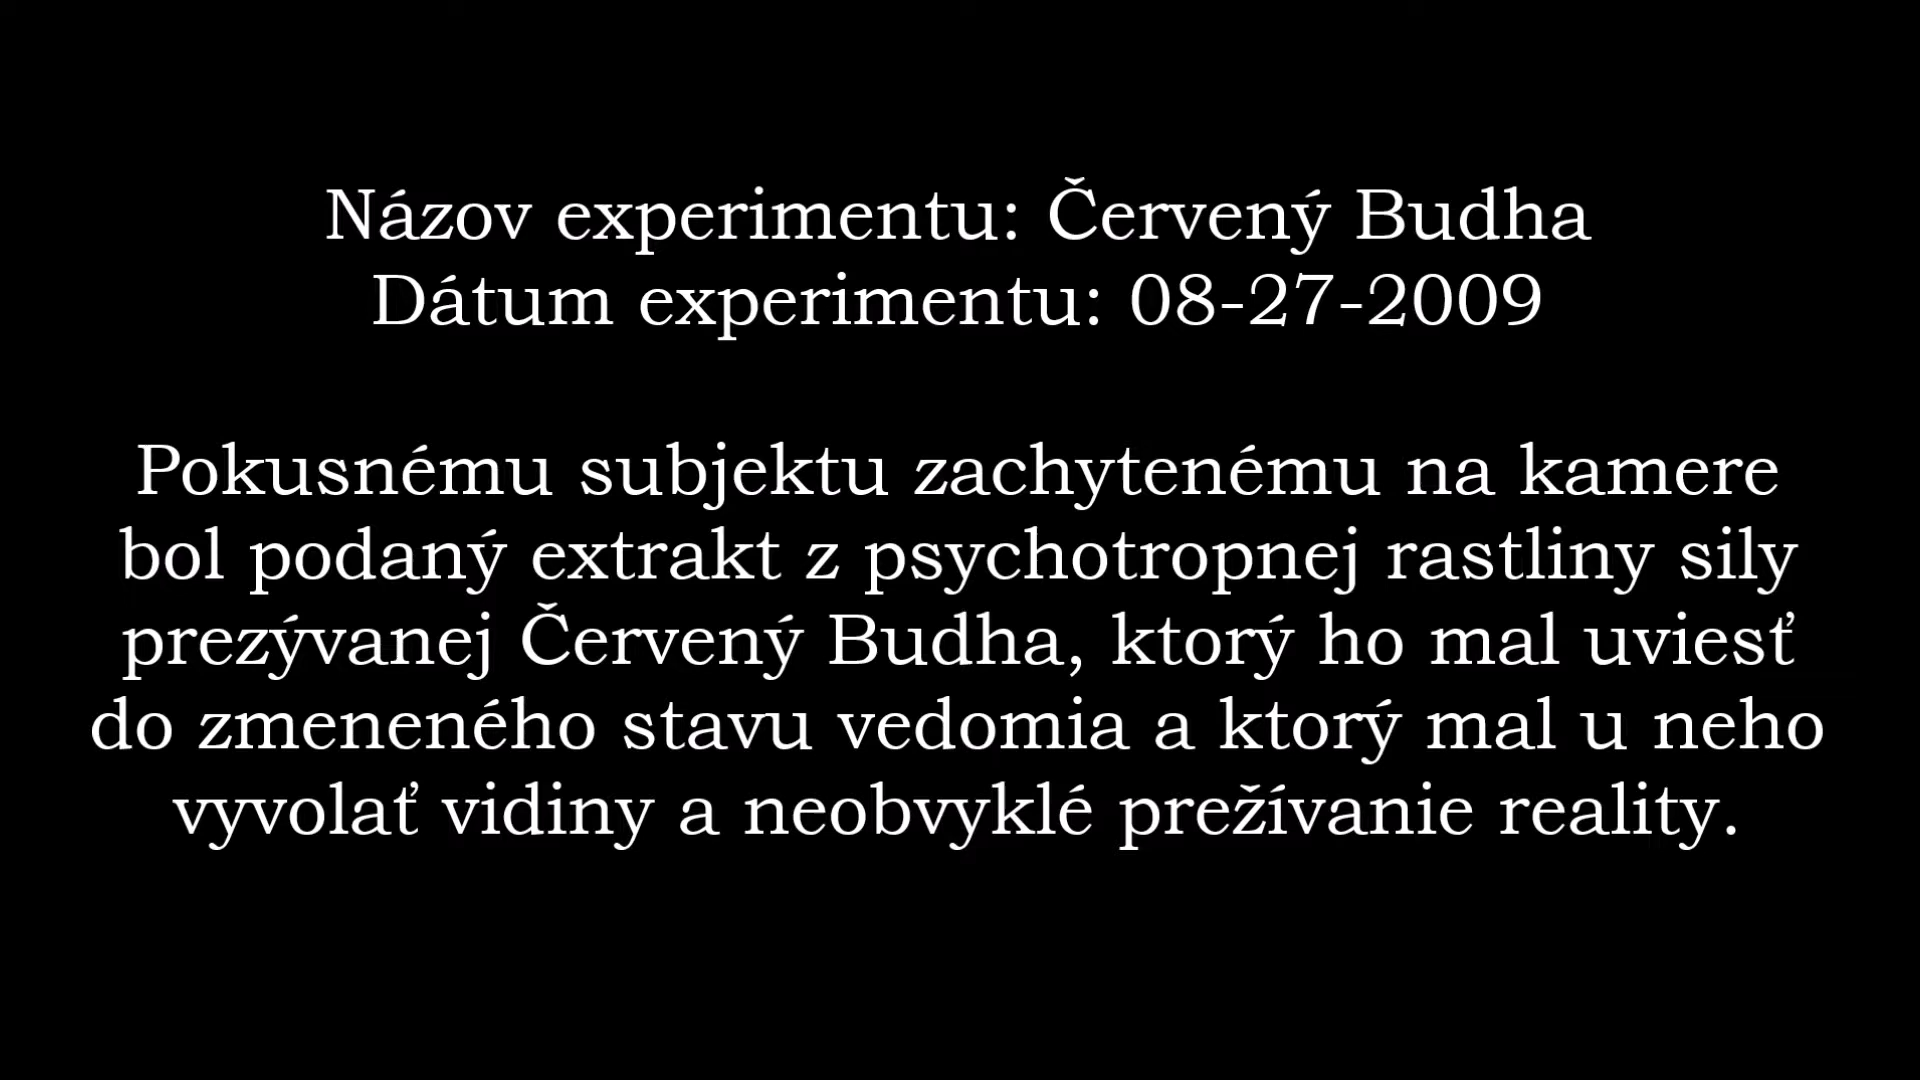 Názov experimentu: Červený Budha
Dátum experimentu: 08-27-2009
Pokusnému subjektu zachytenému na kamere
bol podaný extrakt z psychotropnej rastliny sily
prezývanej Červený Budha, ktorý ho mal uviesť
do zmeneného stavu vedomia a ktorý mal u neho
vyvolať vidiny a neobvyklé prežívanie reality.